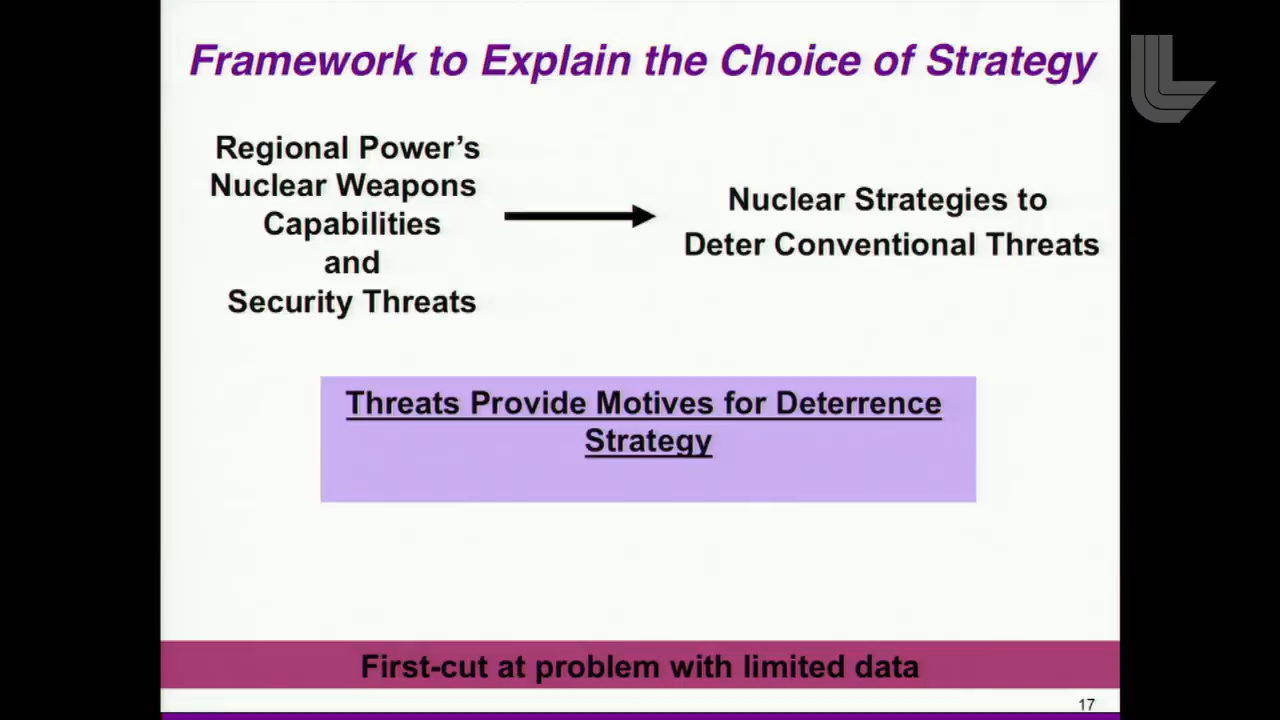 Framework to Explain the Choice of Strategy
Regional Power’s
Nuclear Weapons
Capabilities
and
Security Threats
Nuclear Strategies to
Deter Conventional Threats
Threats Provide Motives for Deterrence
Strategy
First-cut at problem with limited data
17